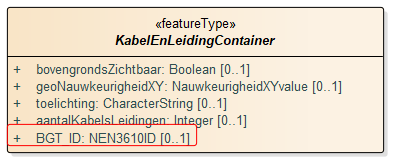 «featureType»
KabelEnLeidingContainer
+ bovengrondsZichtbaar: Boolean [0..1]
+ geoNauwkeurigheidXY: NauwkeurigheidXYvalue [0..1]
+ toelichting: CharacterString [0..1]
+ aantalKabelsLeidingen: Integer [0..1]
+ BGT_ID: NEN3610ID [0..1]